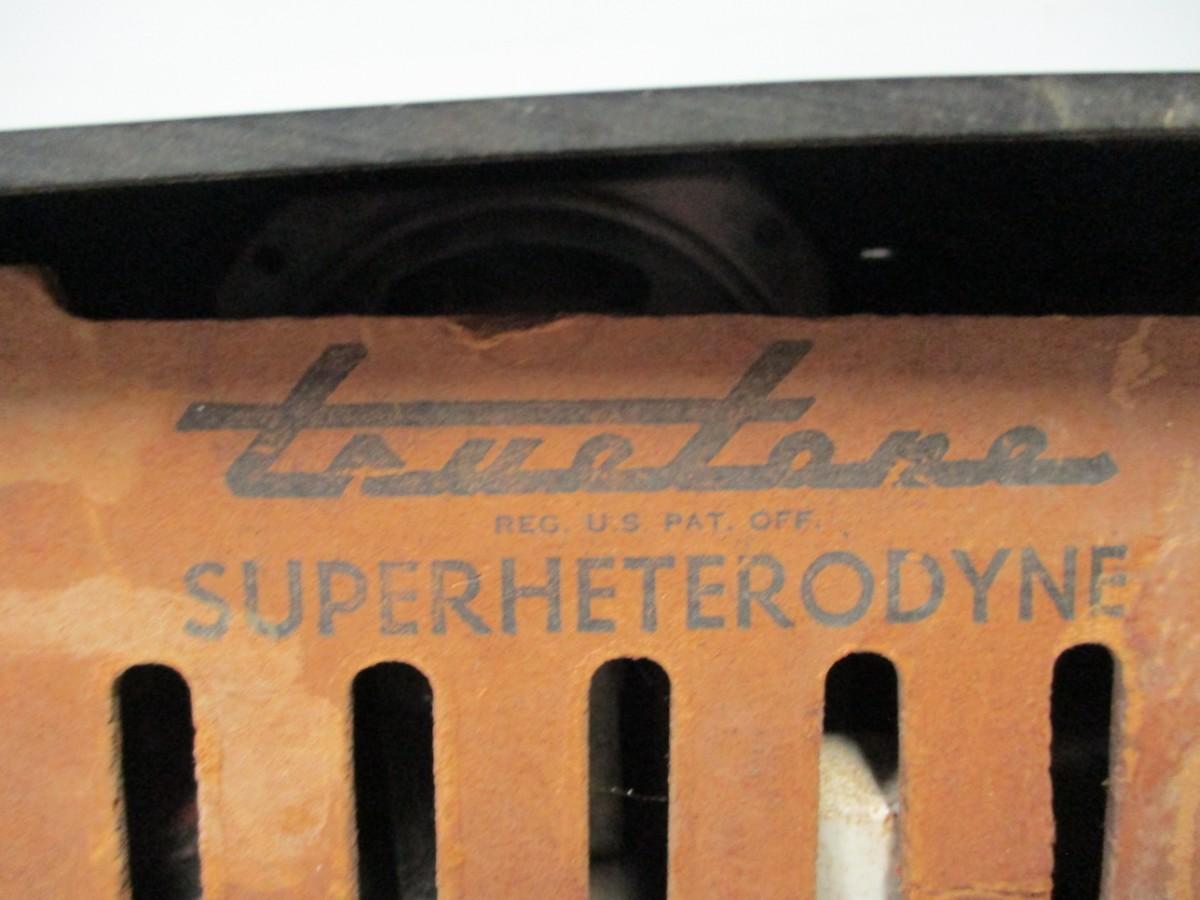 truetone
REG. U.S. PAT. OFF.
SUPERHETERODYNE